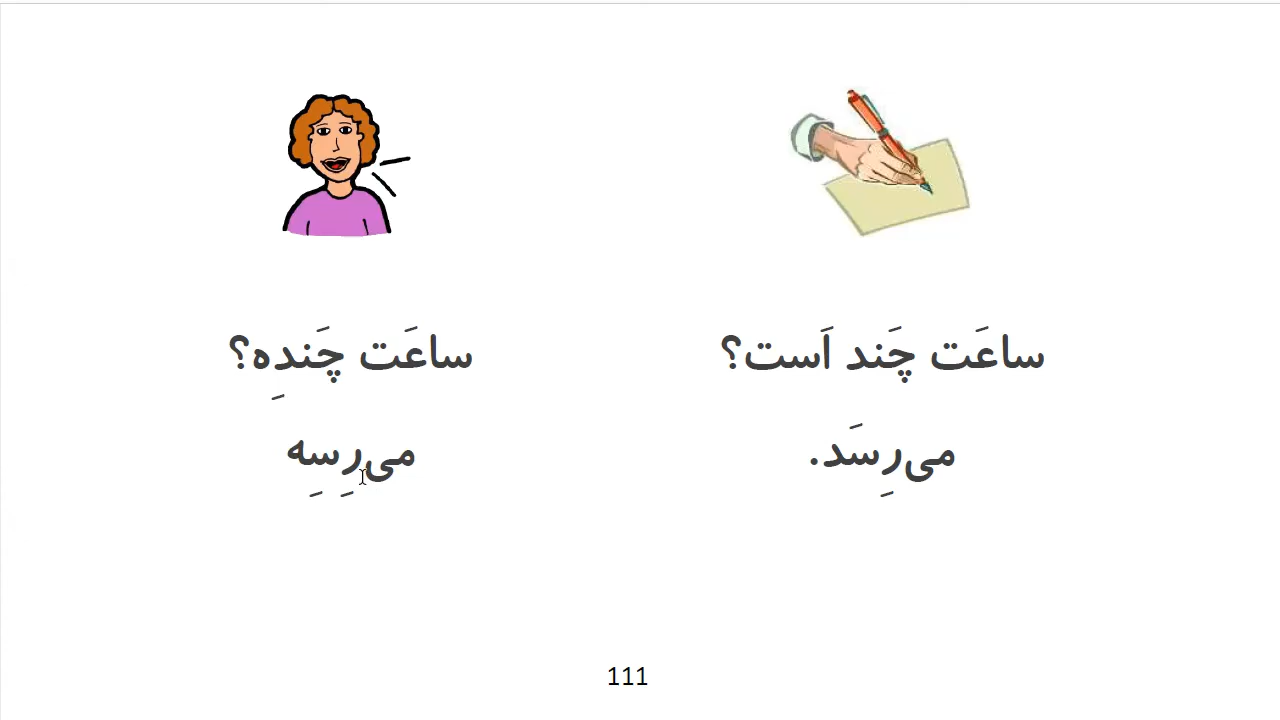 ساعَت چَند اَست؟
می‌رِسَد.
ساعَت چَندِه؟
می‌رِسِه
111